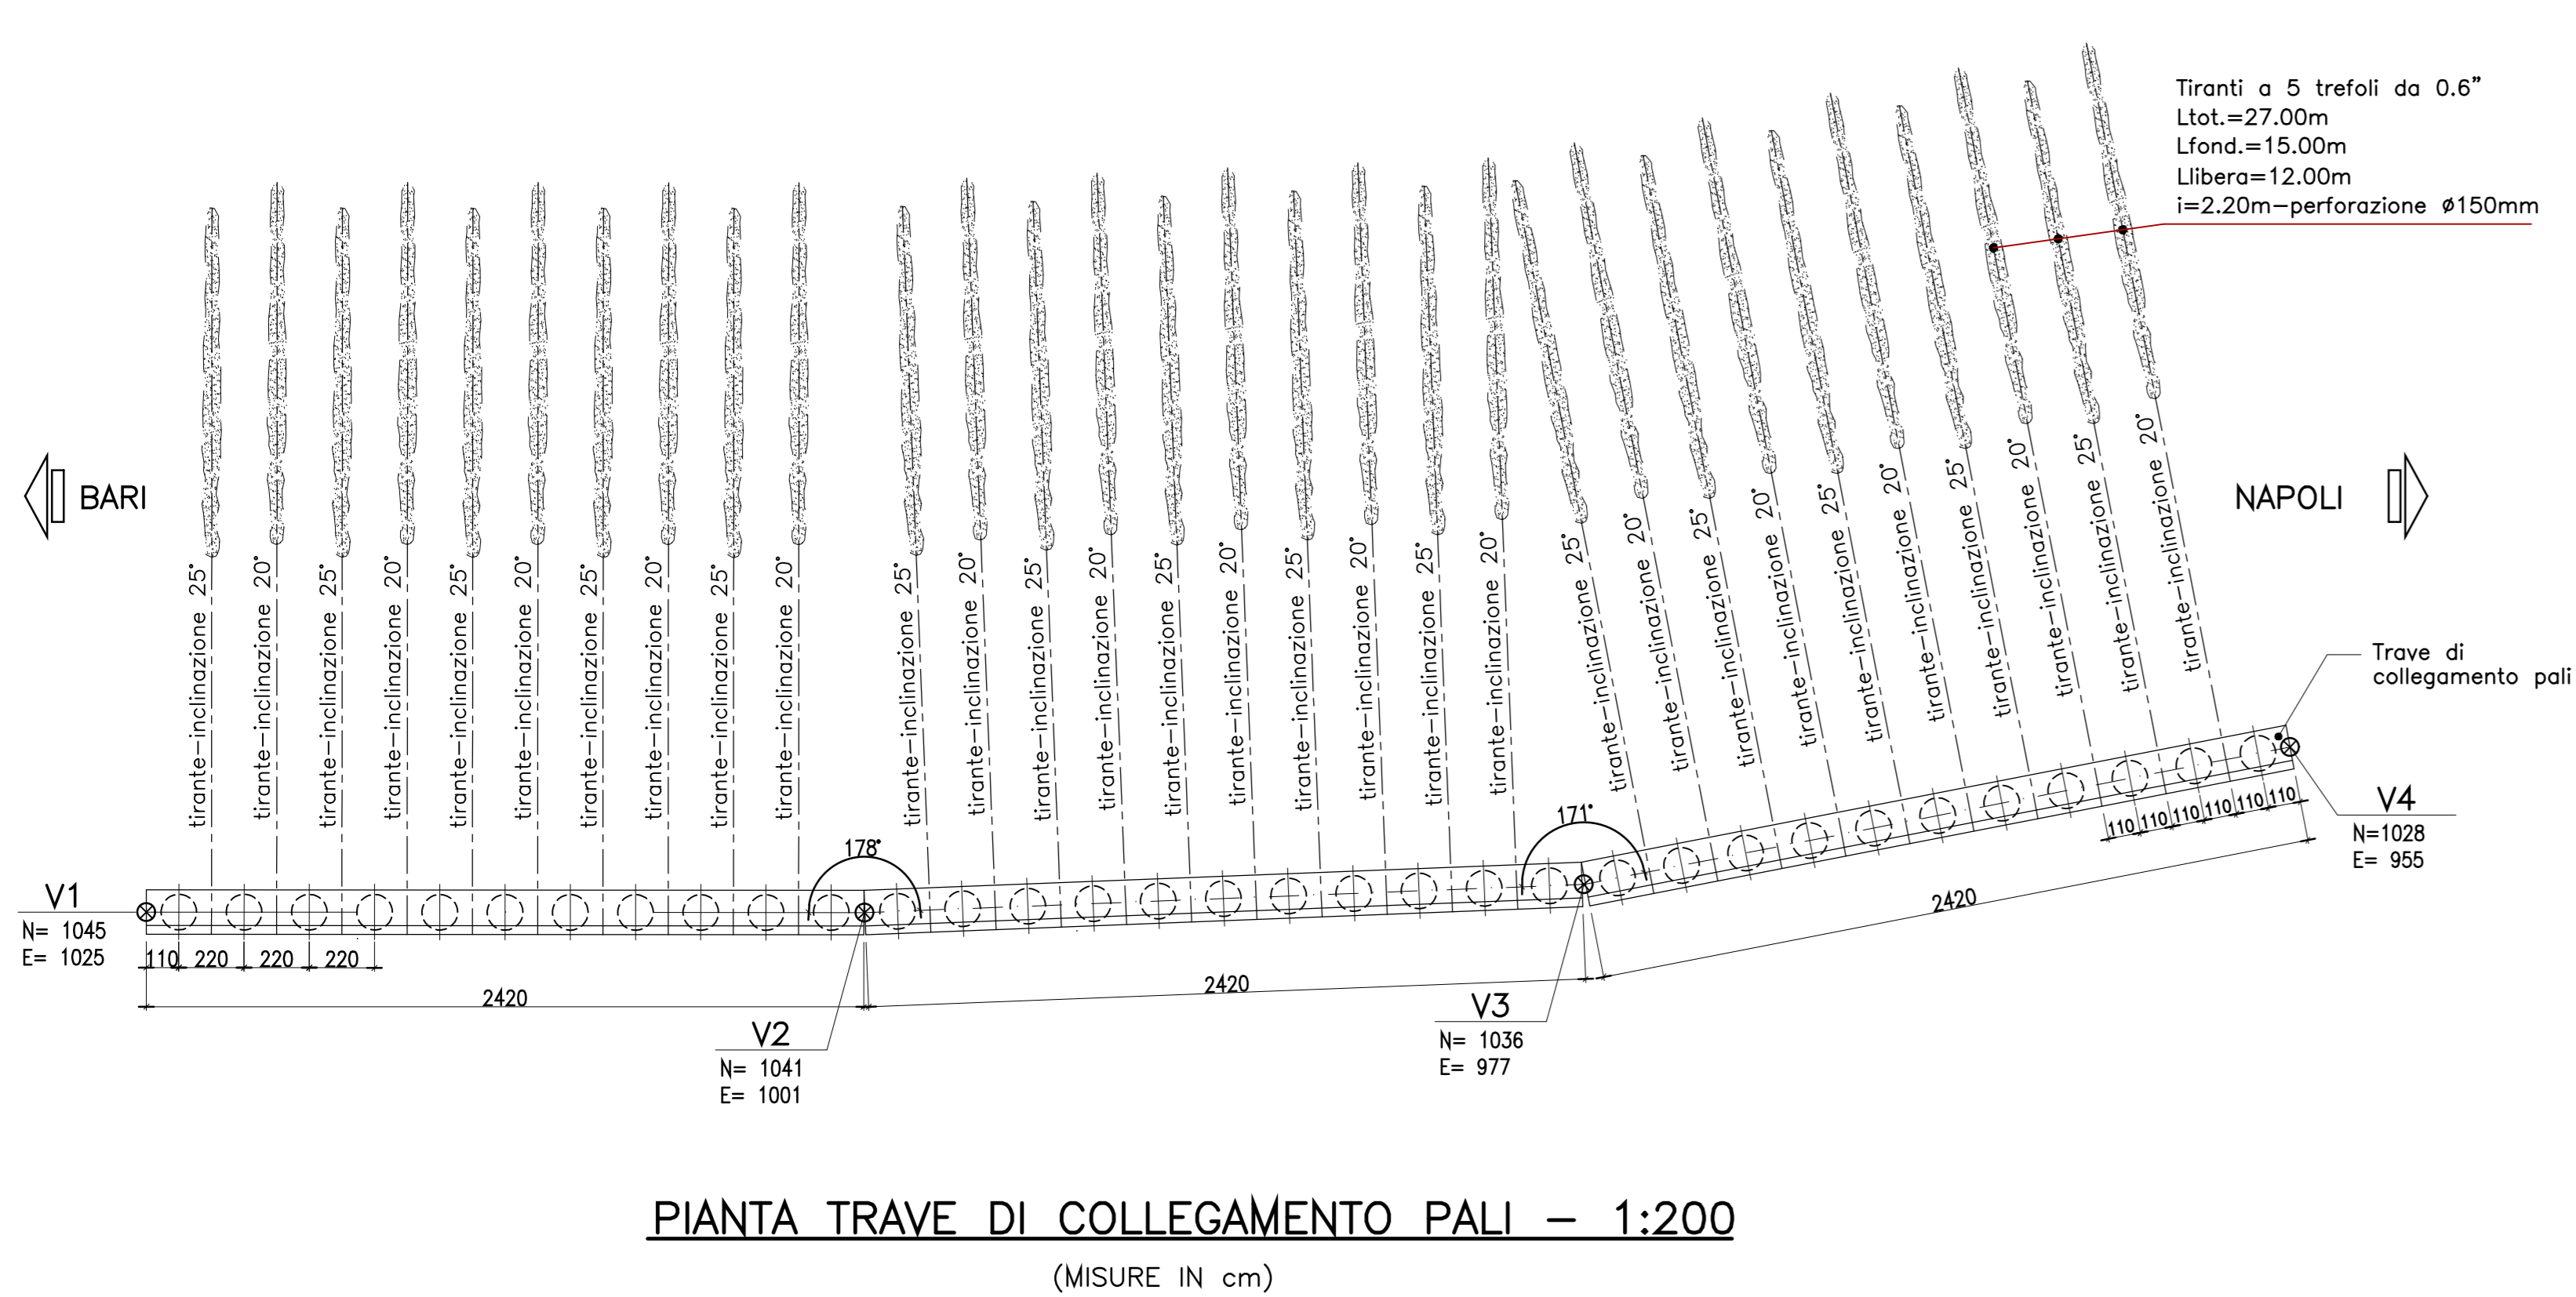 Tiranti a 5 trefoli da 0.6"
Ltot.=27.00m
Lfond.=15.00m
Llibera=12.00m
i=2.20m-perforazione ø150mm
BARI
NAPOLI
tirante-inclinazione 25°
tirante-inclinazione 20°
tirante-inclinazione 25°
tirante-inclinazione 20°
tirante-inclinazione 25°
tirante-inclinazione 20°
tirante-inclinazione 25°
tirante-inclinazione 20°
tirante-inclinazione 25°
tirante-inclinazione 20°
tirante-inclinazione 25°
tirante-inclinazione 20°
tirante-inclinazione 25°
tirante-inclinazione 20°
tirante-inclinazione 25°
tirante-inclinazione 20°
tirante-inclinazione 25°
tirante-inclinazione 20°
tirante-inclinazione 25°
tirante-inclinazione 20°
tirante-inclinazione 25°
tirante-inclinazione 20°
tirante-inclinazione 25°
tirante-inclinazione 20°
tirante-inclinazione 25°
tirante-inclinazione 20°
tirante-inclinazione 25°
tirante-inclinazione 20°
tirante-inclinazione 25°
tirante-inclinazione 20°
Trave di
collegamento pali
178°
171°
V1
N= 1045
E= 1025
110
220
220
220
2420
V2
N= 1041
E= 1001
2420
V3
N= 1036
E= 977
2420
110
110
110
110
110
110
V4
N=1028
E= 955
PIANTA TRAVE DI COLLEGAMENTO PALI - 1:200
(MISURE IN cm)